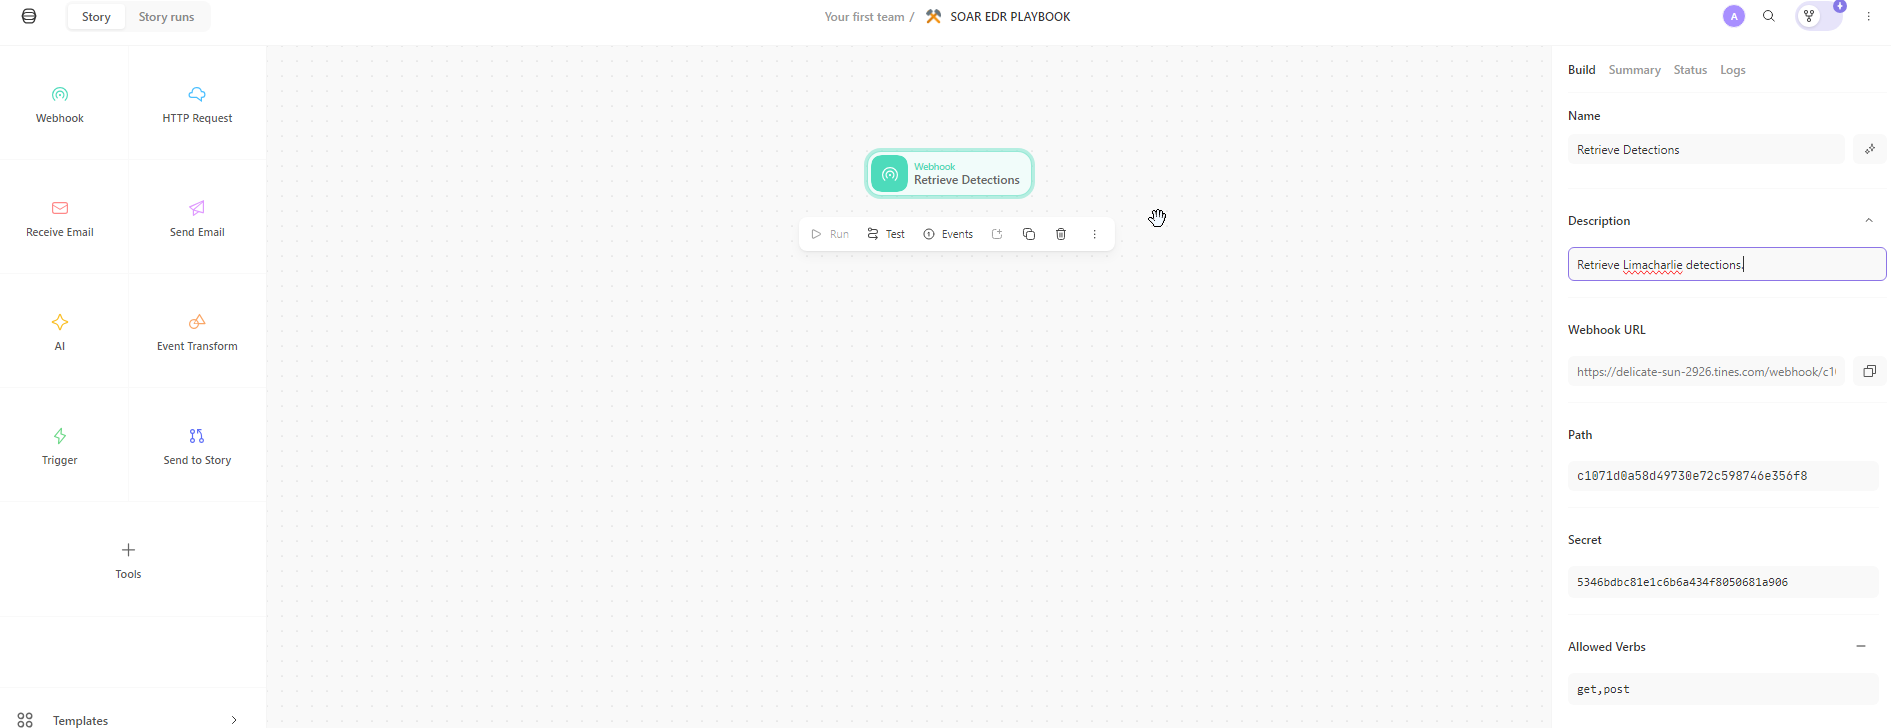 Story
Story runs
Your first team /
SOAR EDR PLAYBOOK
A
Webhook
HTTP Request
Receive Email
Send Email
AI
Event Transform
Trigger
Send to Story
Tools
Templates
Webhook
Retrieve Detections
Run
Test
Events
Build
Summary
Status
Logs
Name
Retrieve Detections
Description
Retrieve Limacharlie detections.
Webhook URL
https://delicate-sun-2926.tines.com/webhook/c1
Path
c1071d0a58d49730e72c598746e356f8
Secret
5346bdbc81e1c6b6a434f8050681a906
Allowed Verbs
get,post